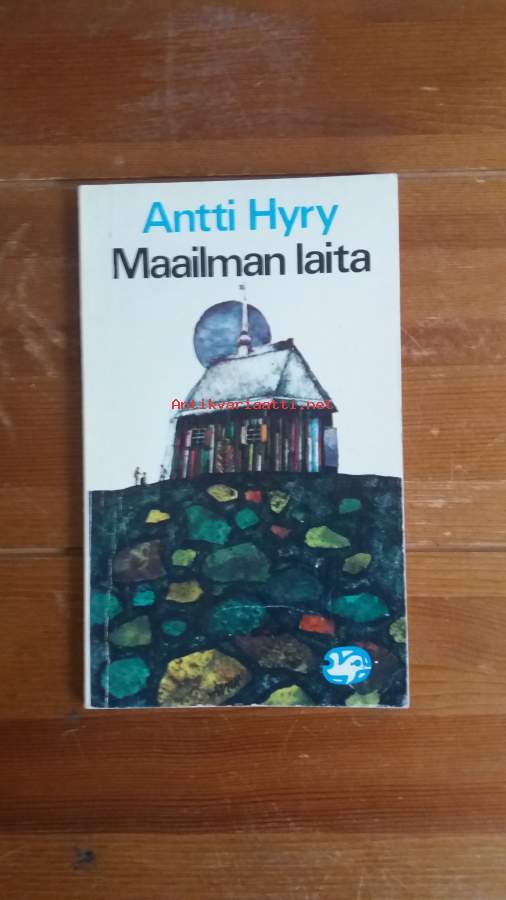 Antti Hyry
Maailman laita
Antikvariaatti.net